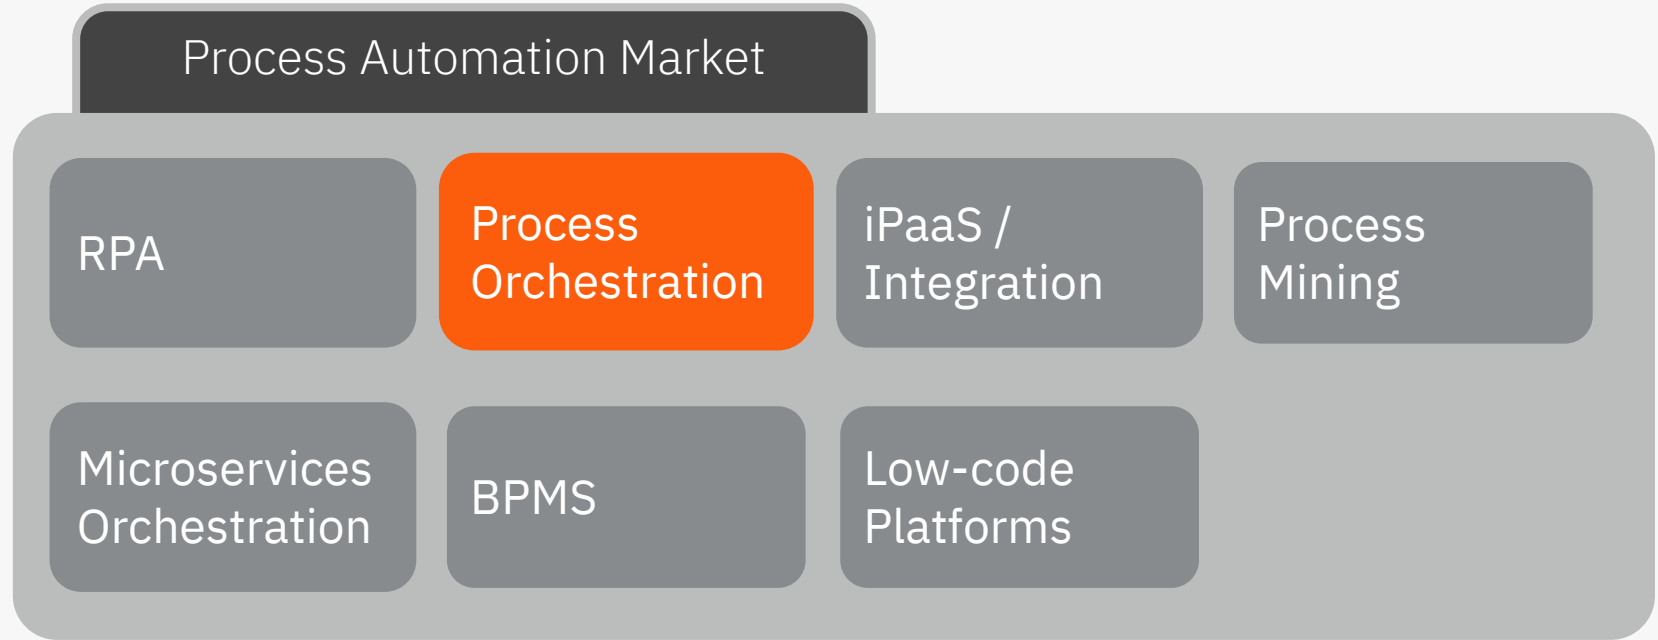 Process Automation Market
RPA
Process
Orchestration
iPaaS /
Integration
Process
Mining
Microservices
Orchestration
BPMS
Low-code
Platforms